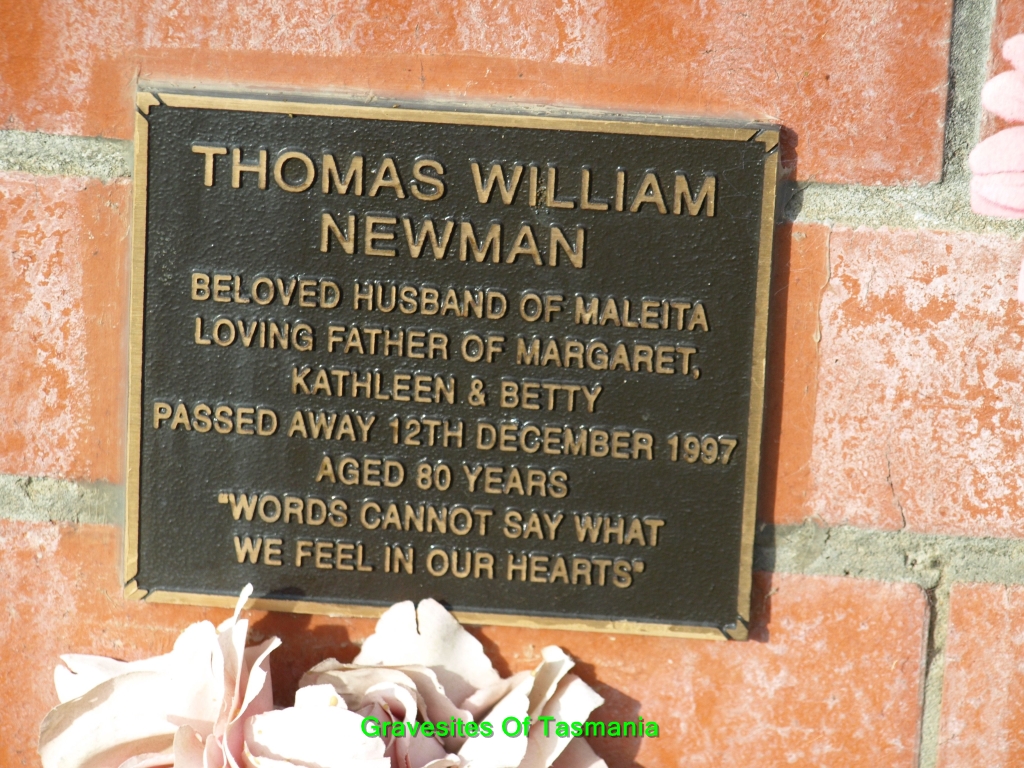 THOMAS WILLIAM
NEWMAN
BELOVED HUSBAND OF MALEITA
LOVING FATHER OF MARGARET,
KATHLEEN & BETTY
PASSED AWAY 12TH DECEMBER 1997
AGED 80 YEARS
"WORDS CANNOT SAY WHAT
WE FEEL IN OUR HEARTS"
Gravesites Of Tasmania